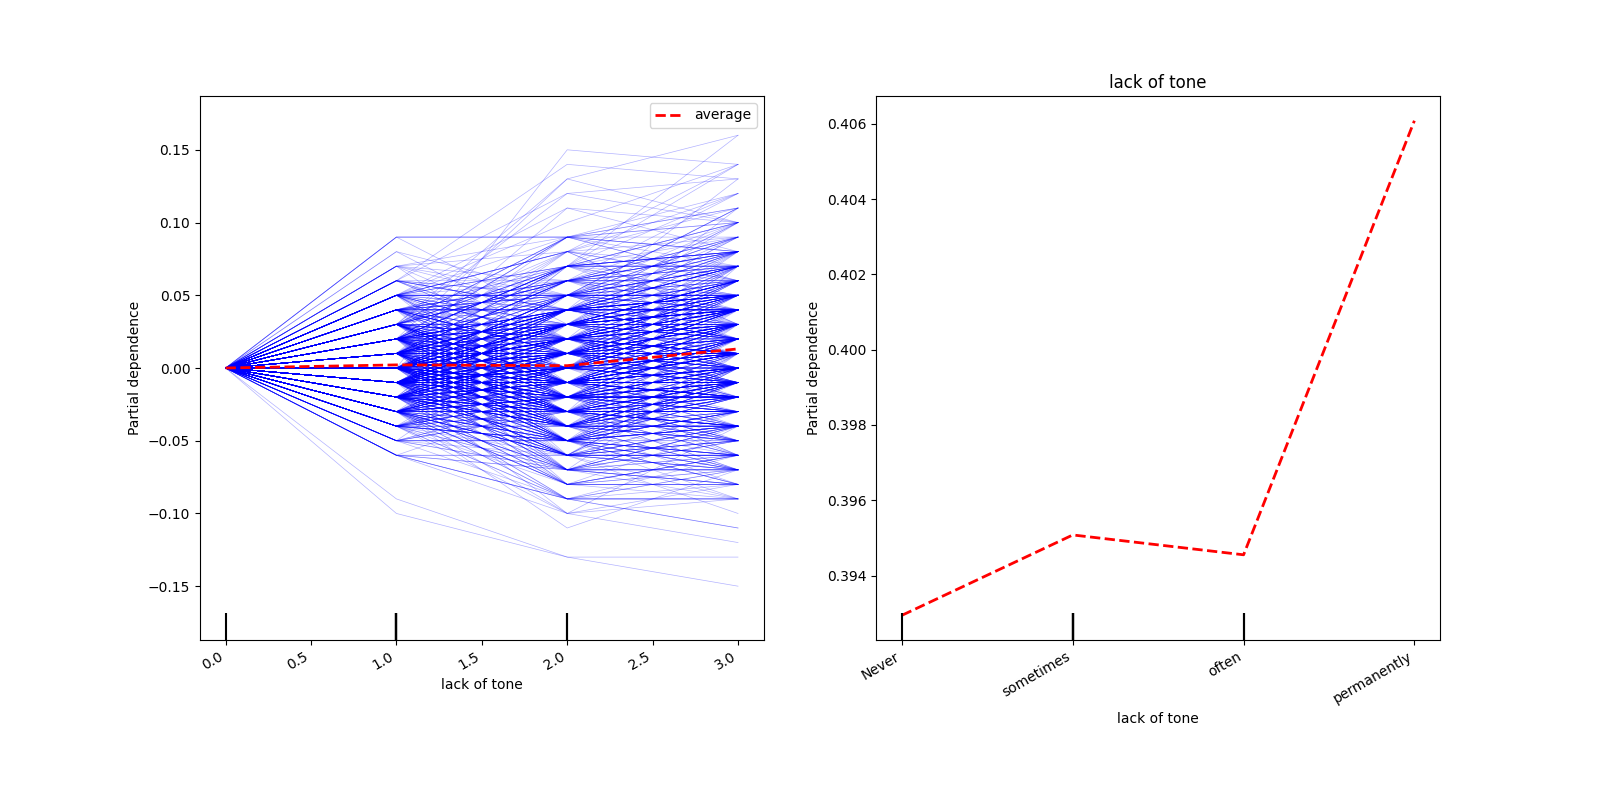 average
0.15
0.10
0.05
0.00
−0.05
−0.10
−0.15
Partial dependence
0.0
0.5
1.0
1.5
2.0
2.5
3.0
lack of tone
lack of tone
0.406
0.404
0.402
0.400
0.398
0.396
0.394
Partial dependence
Never
sometimes
often
permanently
lack of tone